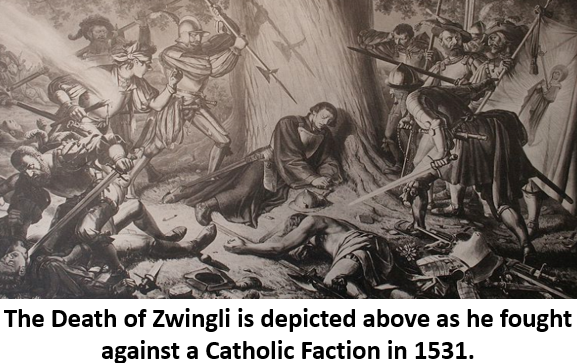 The Death of Zwingli is depicted above as he fought
against a Catholic Faction in 1531.